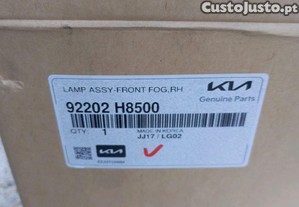 CustoJusto.pt
LAMP ASSY-FRONT FOG,RH
KIA
Genuine Parts
92202 H8500
QTY: 1
MADE IN KOREA
JJ17 / LG02
KIA